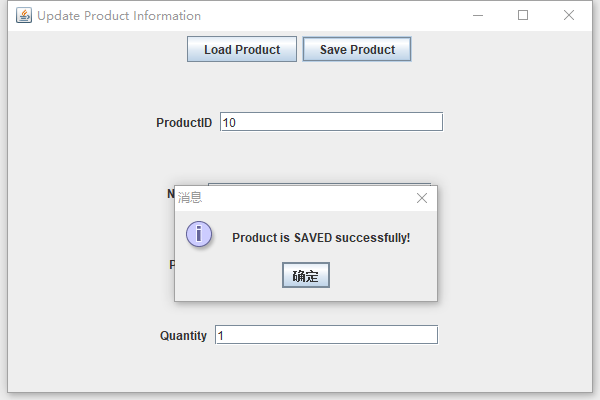 Update Product Information
Load Product Save Product
ProductID 10
N
消息
Product is SAVED successfully!
P
确定
Quantity 1